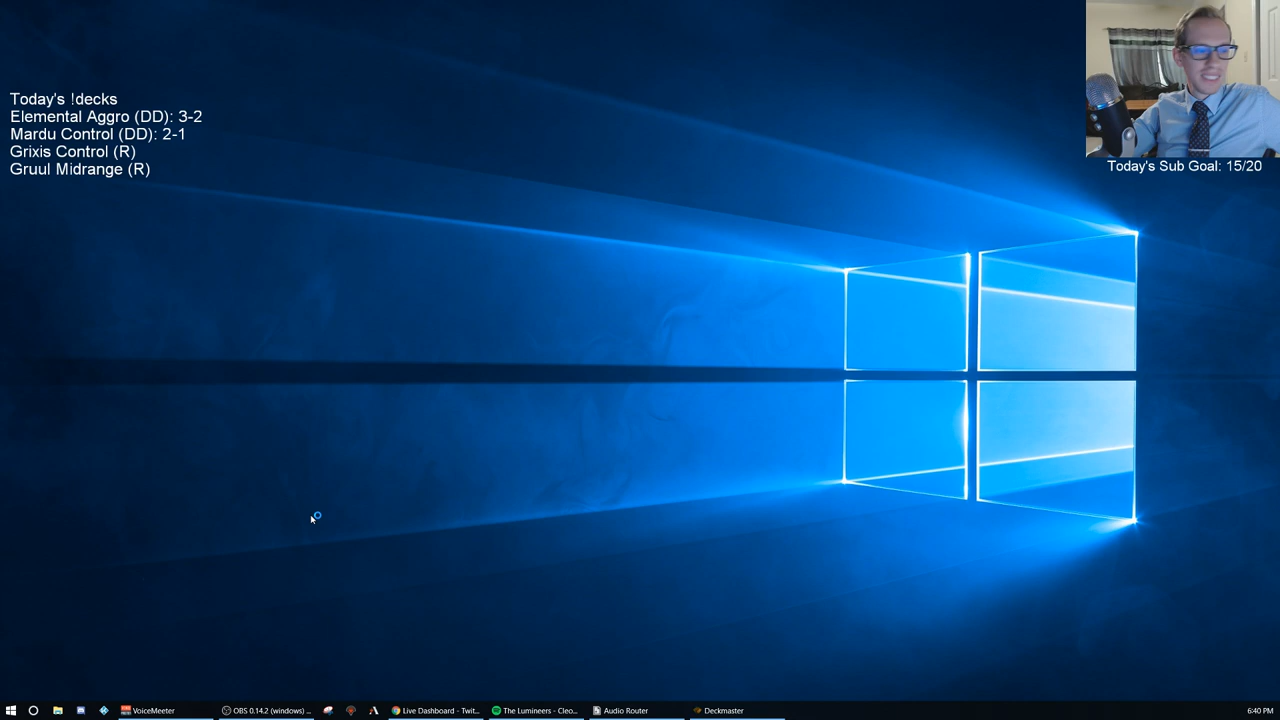 Today's !decks
Elemental Aggro (DD): 3-2
Mardu Control (DD): 2-1
Grixis Control (R)
Gruul Midrange (R)
Today's Sub Goal: 15/20
VoiceMeeter
OBS 0.14.2 (windows) ...
Live Dashboard - Twit...
The Lumineers - Cleo...
Audio Router
Deckmaster
6:40 PM